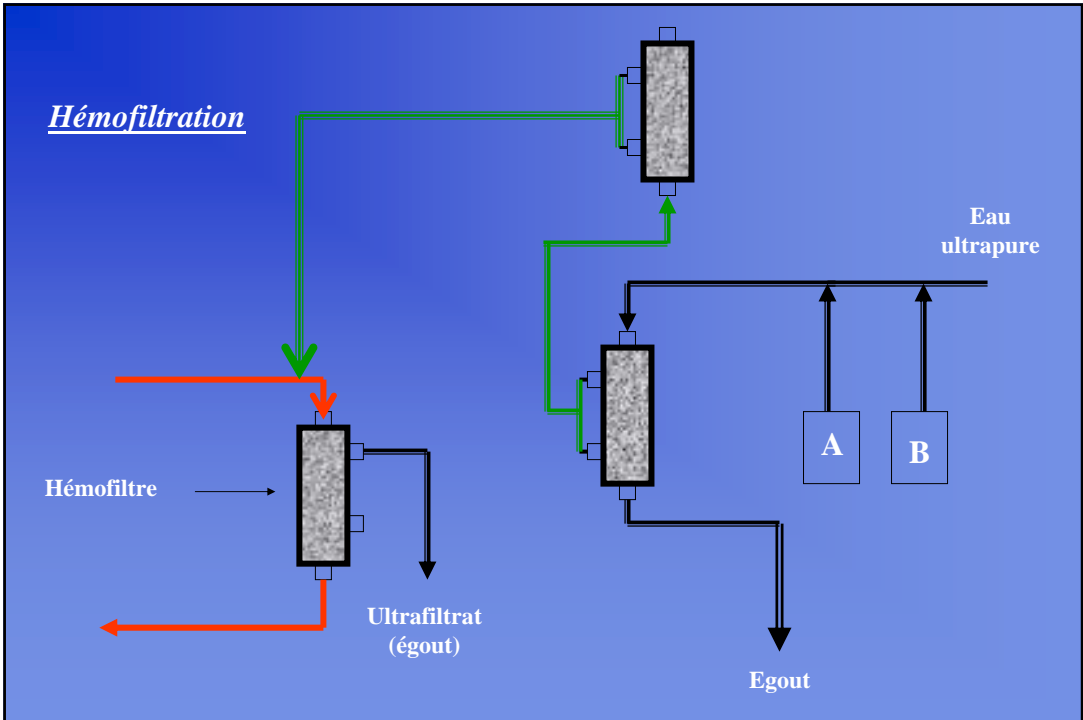 Hémofiltration
Eau
ultrapure
A
B
Hémofiltre
Ultrafiltrat
(égout)
Egout